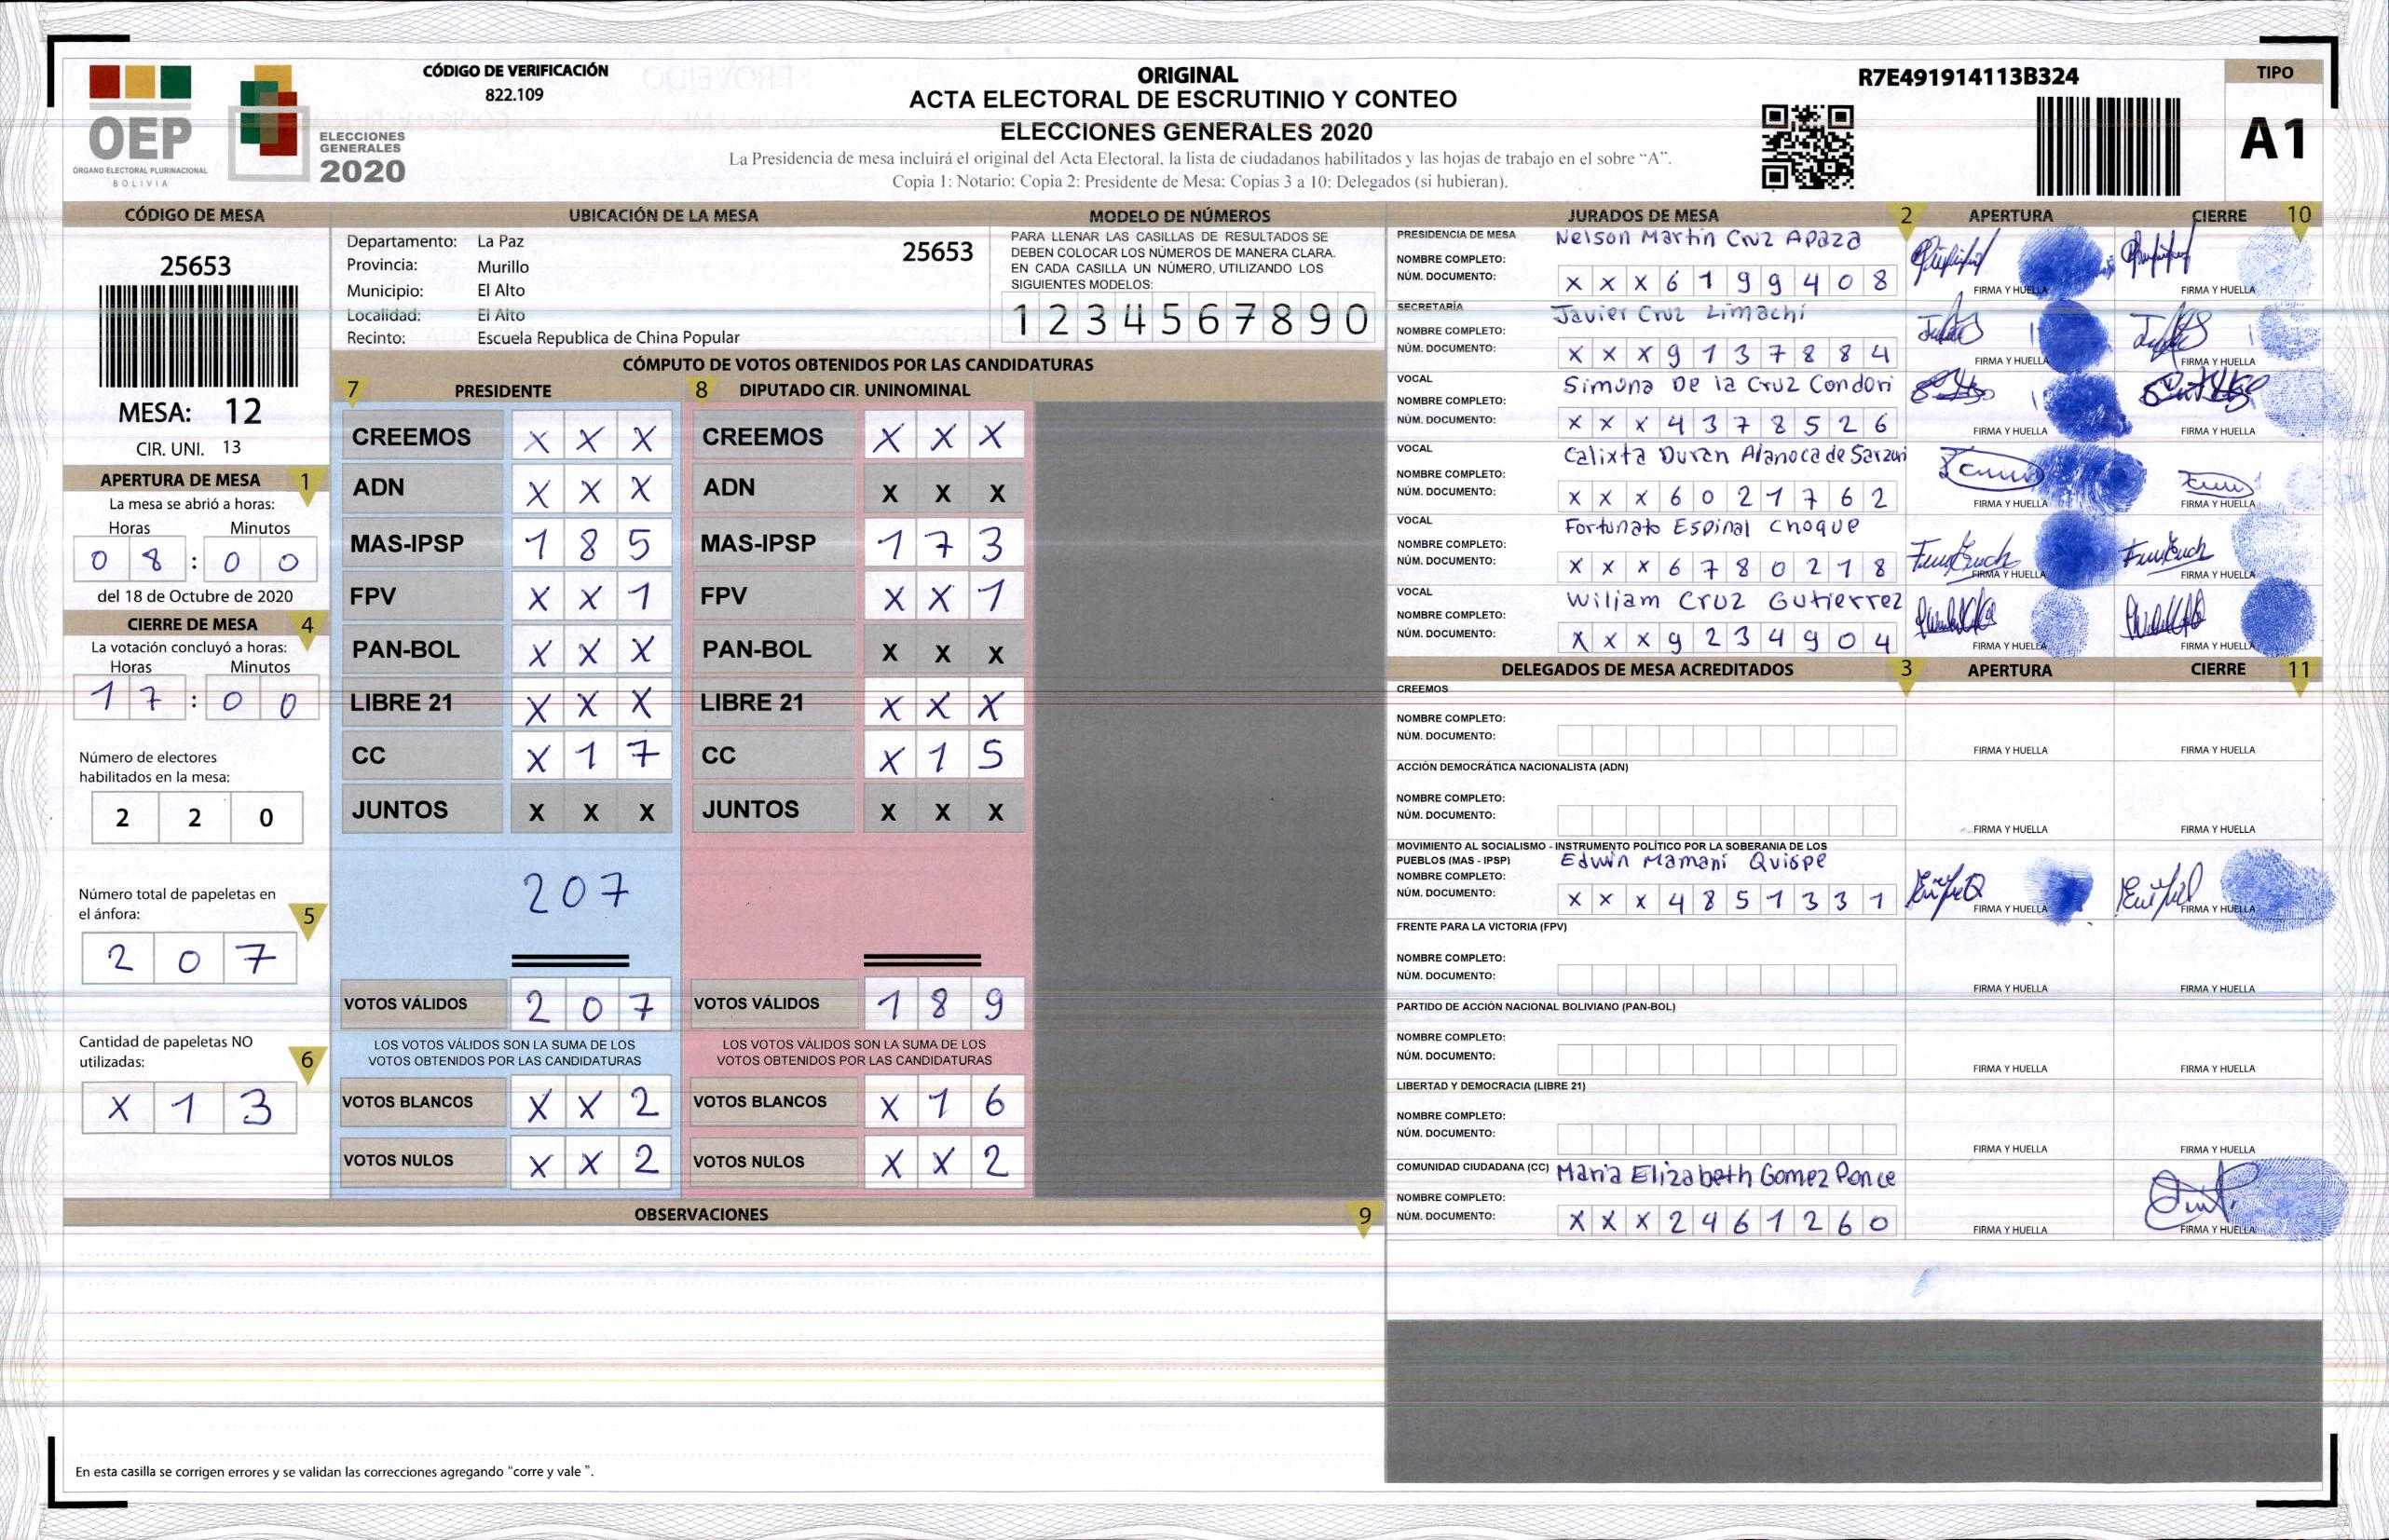 OEP
ÓRGANO ELECTORAL PLURINACIONAL
BOLIVIA
ELECCIONES
GENERALES
2020
CÓDIGO DE VERIFICACIÓN
822.109
ORIGINAL
ACTA ELECTORAL DE ESCRUTINIO Y CONTEO
ELECCIONES GENERALES 2020
La Presidencia de mesa incluirá el original del Acta Electoral, la lista de ciudadanos habilitados y las hojas de trabajo en el sobre "A".
Copia 1: Notario; Copia 2: Presidente de Mesa; Copias 3 a 10: Delegados (si hubieran).
R7E491914113B324
TIPO
A1
CÓDIGO DE MESA
25653
MESA: 12
CIR. UNI. 13
APERTURA DE MESA 1
La mesa se abrió a horas:
Horas Minutos
0 8 : 0 0
del 18 de Octubre de 2020
CIERRE DE MESA 4
La votación concluyó a horas:
Horas Minutos
1 7 : 0 0
Número de electores
habilitados en la mesa:
2 2 0
Número total de papeletas en
el ánfora: 5
2 0 7
Cantidad de papeletas NO
utilizadas: 6
X 1 3
UBICACIÓN DE LA MESA
Departamento: La Paz 25653
Provincia: Murillo
Municipio: El Alto
Localidad: El Alto
Recinto: Escuela Republica de China Popular
MODELO DE NÚMEROS
PARA LLENAR LAS CASILLAS DE RESULTADOS SE
DEBEN COLOCAR LOS NÚMEROS DE MANERA CLARA.
EN CADA CASILLA UN NÚMERO, UTILIZANDO LOS
SIGUIENTES MODELOS:
1 2 3 4 5 6 7 8 9 0
CÓMPUTO DE VOTOS OBTENIDOS POR LAS CANDIDATURAS
7 PRESIDENTE
CREEMOS X X X
ADN X X X
MAS-IPSP 1 8 5
FPV X X 1
PAN-BOL X X X
LIBRE 21 X X X
CC X 1 7
JUNTOS X X X
207
VOTOS VÁLIDOS 2 0 7
LOS VOTOS VÁLIDOS SON LA SUMA DE LOS
VOTOS OBTENIDOS POR LAS CANDIDATURAS
VOTOS BLANCOS X X 2
VOTOS NULOS X X 2
8 DIPUTADO CIR. UNINOMINAL
CREEMOS X X X
ADN X X X
MAS-IPSP 1 7 3
FPV X X 1
PAN-BOL X X X
LIBRE 21 X X X
CC X 1 5
JUNTOS X X X
VOTOS VÁLIDOS 1 8 9
LOS VOTOS VÁLIDOS SON LA SUMA DE LOS
VOTOS OBTENIDOS POR LAS CANDIDATURAS
VOTOS BLANCOS X 1 6
VOTOS NULOS X X 2
OBSERVACIONES 9
En esta casilla se corrigen errores y se validan las correcciones agregando "corre y vale ".
JURADOS DE MESA 2 APERTURA CIERRE 10
PRESIDENCIA DE MESA Nelson Martin Cruz Apaza
NOMBRE COMPLETO:
NÚM. DOCUMENTO: X X X 6 1 9 9 4 0 8
FIRMA Y HUELLA FIRMA Y HUELLA
SECRETARÍA Javier Cruz Limachi
NOMBRE COMPLETO:
NÚM. DOCUMENTO: X X X 9 1 3 7 8 8 4
FIRMA Y HUELLA FIRMA Y HUELLA
VOCAL Simona De la Cruz Condori
NOMBRE COMPLETO:
NÚM. DOCUMENTO: X X X 4 3 7 8 5 2 6
FIRMA Y HUELLA FIRMA Y HUELLA
VOCAL Calixta Duran Alanoca de Sarzuri
NOMBRE COMPLETO:
NÚM. DOCUMENTO: X X X 6 0 2 1 7 6 2
FIRMA Y HUELLA FIRMA Y HUELLA
VOCAL Fortunato Espinal Choque
NOMBRE COMPLETO:
NÚM. DOCUMENTO: X X X 6 7 8 0 2 1 8
FIRMA Y HUELLA FIRMA Y HUELLA
VOCAL Wiliam Cruz Gutierrez
NOMBRE COMPLETO:
NÚM. DOCUMENTO: X X X 9 2 3 4 9 0 4
FIRMA Y HUELLA FIRMA Y HUELLA
DELEGADOS DE MESA ACREDITADOS 3 APERTURA CIERRE 11
CREEMOS
NOMBRE COMPLETO:
NÚM. DOCUMENTO:
FIRMA Y HUELLA FIRMA Y HUELLA
ACCIÓN DEMOCRÁTICA NACIONALISTA (ADN)
NOMBRE COMPLETO:
NÚM. DOCUMENTO:
FIRMA Y HUELLA FIRMA Y HUELLA
MOVIMIENTO AL SOCIALISMO - INSTRUMENTO POLÍTICO POR LA SOBERANIA DE LOS
PUEBLOS (MAS - IPSP) Edwin Mamani Quispe
NOMBRE COMPLETO:
NÚM. DOCUMENTO: X X X 4 8 5 1 3 3 1
FIRMA Y HUELLA FIRMA Y HUELLA
FRENTE PARA LA VICTORIA (FPV)
NOMBRE COMPLETO:
NÚM. DOCUMENTO:
FIRMA Y HUELLA FIRMA Y HUELLA
PARTIDO DE ACCIÓN NACIONAL BOLIVIANO (PAN-BOL)
NOMBRE COMPLETO:
NÚM. DOCUMENTO:
FIRMA Y HUELLA FIRMA Y HUELLA
LIBERTAD Y DEMOCRACIA (LIBRE 21)
NOMBRE COMPLETO:
NÚM. DOCUMENTO:
FIRMA Y HUELLA FIRMA Y HUELLA
COMUNIDAD CIUDADANA (CC) Maria Elizabeth Gomez Ponce
NOMBRE COMPLETO:
NÚM. DOCUMENTO: X X X 2 4 6 1 2 6 0
FIRMA Y HUELLA FIRMA Y HUELLA